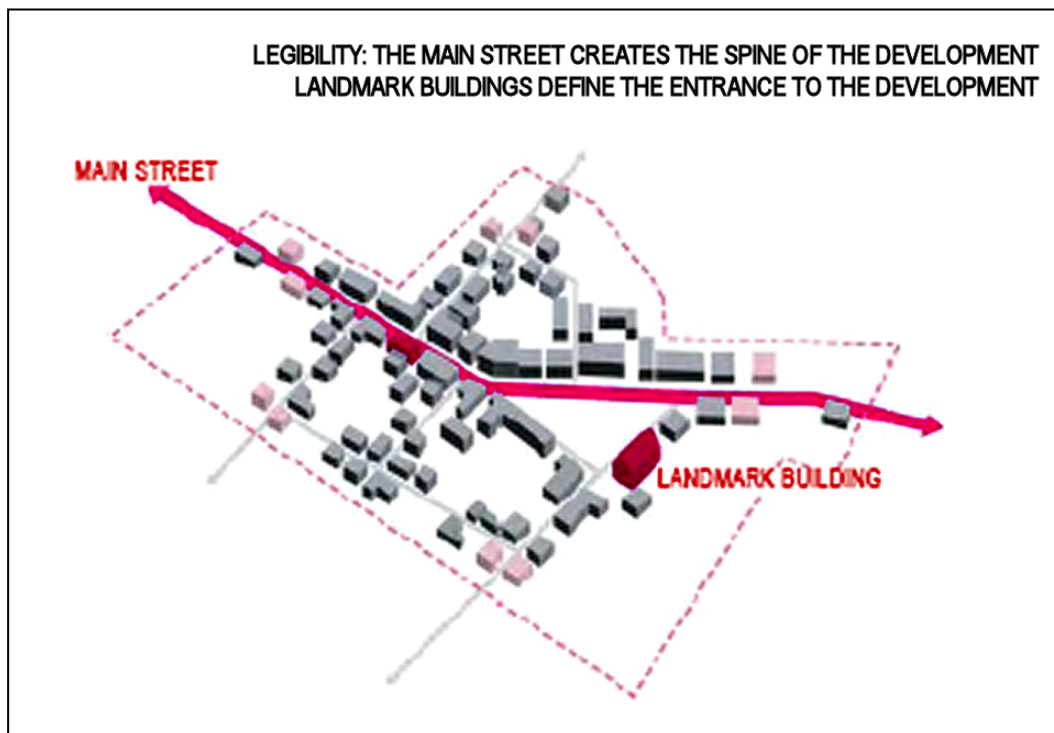 LEGIBILITY: THE MAIN STREET CREATES THE SPINE OF THE DEVELOPMENT
LANDMARK BUILDINGS DEFINE THE ENTRANCE TO THE DEVELOPMENT
MAIN STREET
LANDMARK BUILDING